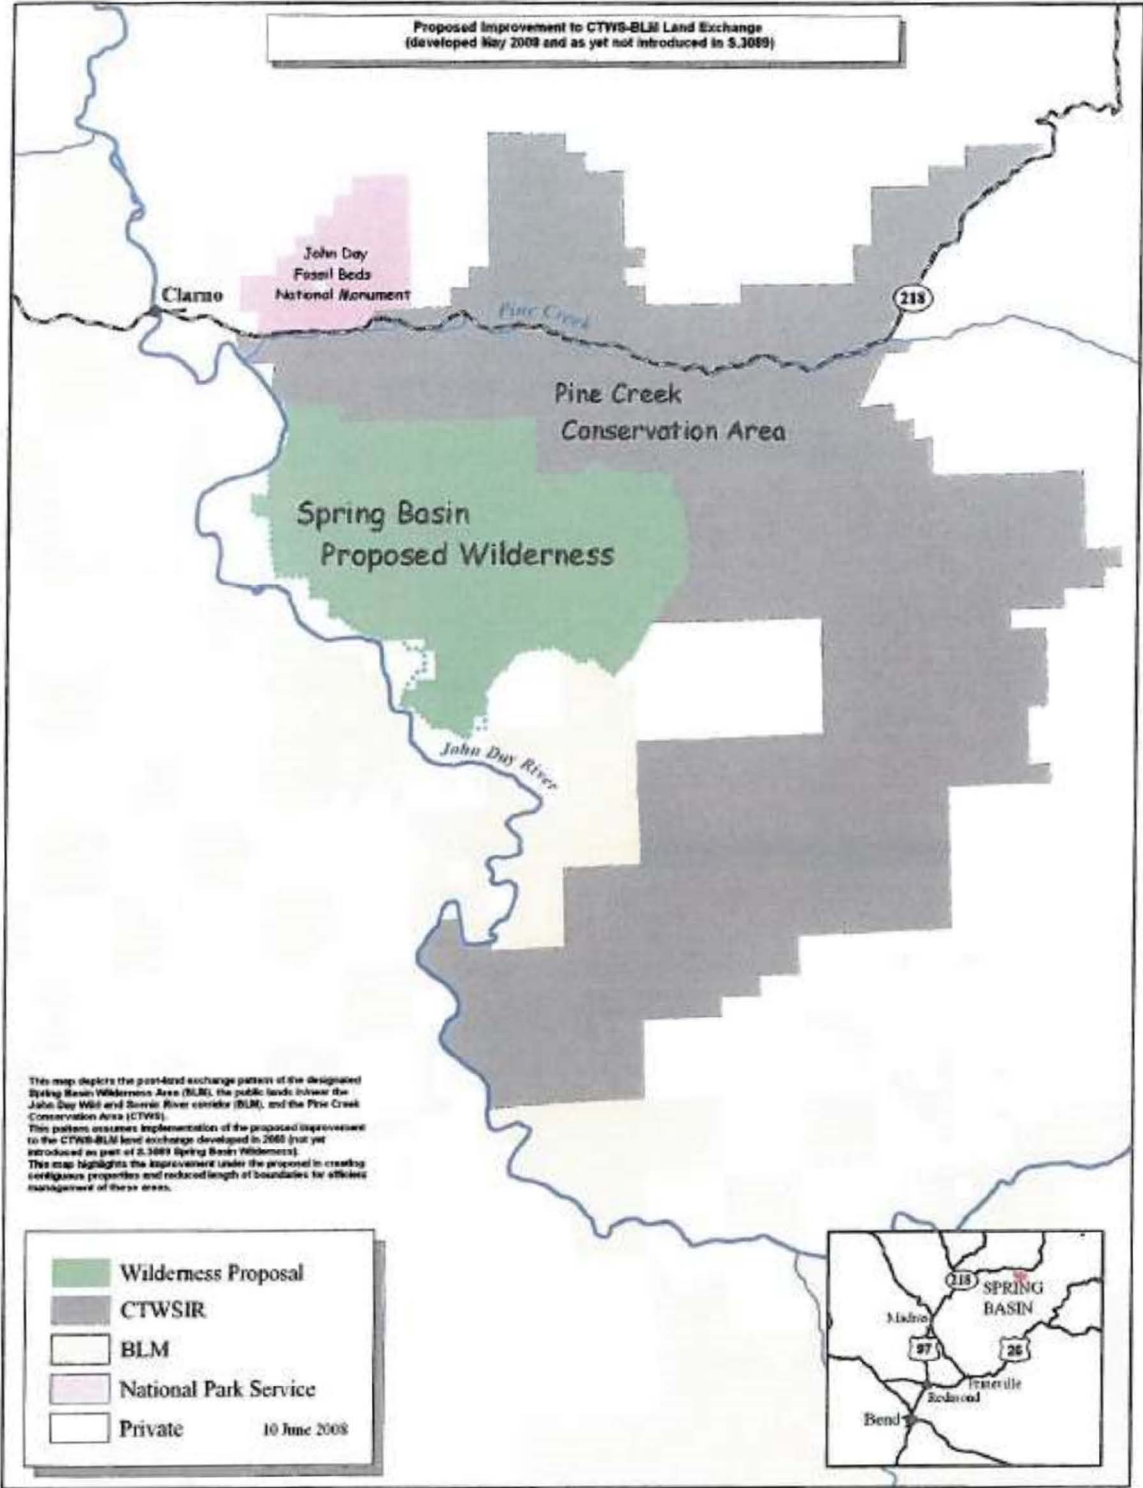 Proposed Improvement to CTWS-BLM Land Exchange
(developed May 2008 and as yet not introduced in S.3089)
John Day
Fossil Beds
National Monument
Clarno
Pine Creek
218
Pine Creek
Conservation Area
Spring Basin
Proposed Wilderness
John Day River
This map depicts the post-land exchange pattern of the designated
Spring Basin Wilderness Area (BLM), the public lands in/near the
John Day Wild and Scenic River corridor (BLM), and the Pine Creek
Conservation Area (CTWS).
This pattern assumes implementation of the proposed improvement
to the CTWS-BLM land exchange developed in 2008 (not yet
introduced as part of S.3089 Spring Basin Wilderness).
This map highlights the improvement under the proposal in creating
contiguous properties and reduced length of boundaries for efficient
management of these areas.
Wilderness Proposal
CTWSIR
BLM
National Park Service
Private
10 June 2008
218
SPRING
BASIN
Madras
97
26
Prineville
Redmond
Bend